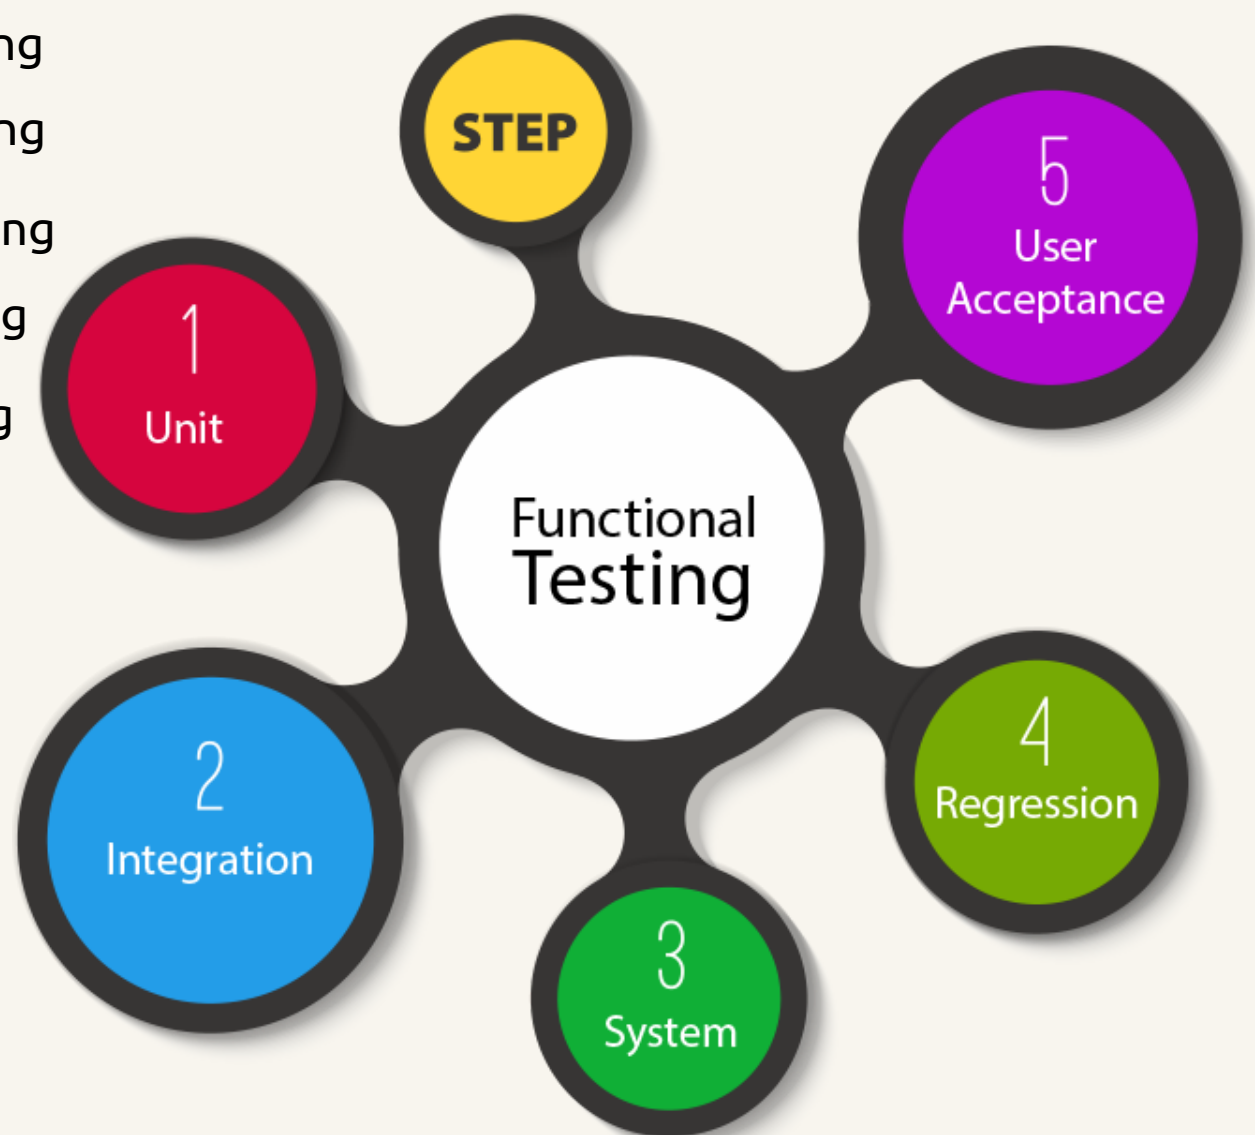 STEP
1
Unit
2
Integration
3
System
4
Regression
5
User
Acceptance
Functional
Testing